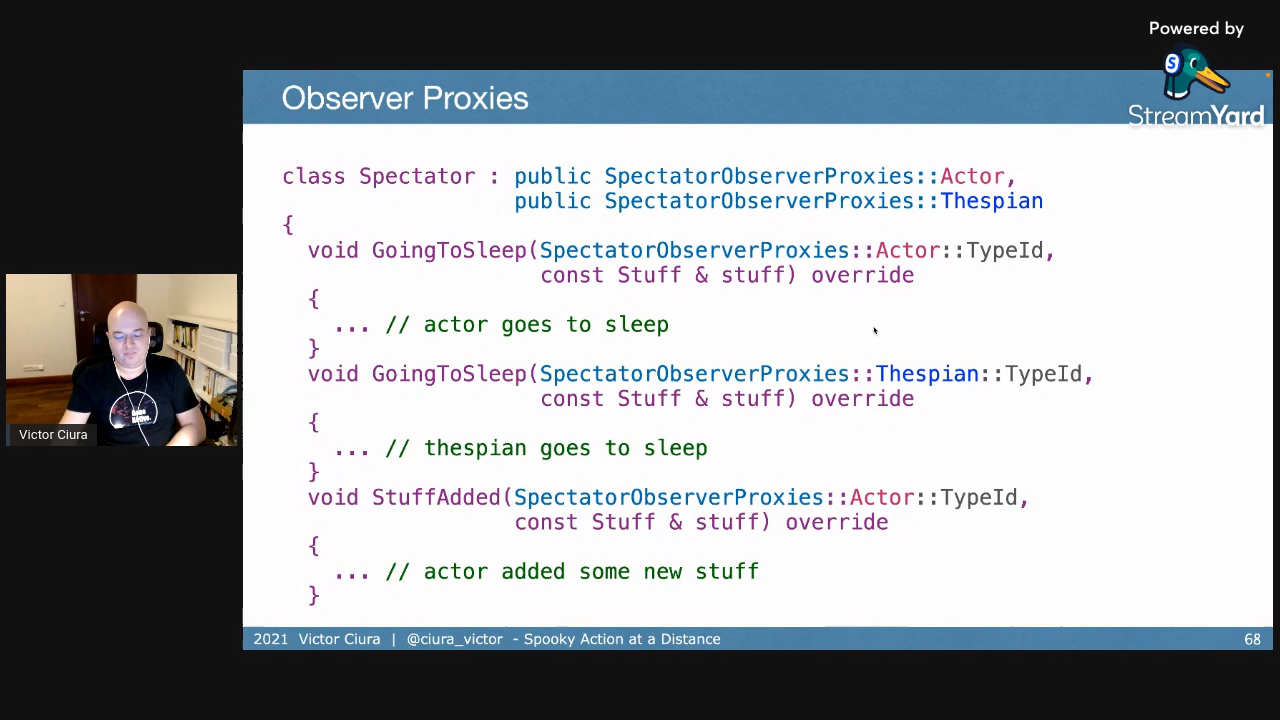 Powered by
S
StreamYard
Observer Proxies
class Spectator : public SpectatorObserverProxies::Actor,
public SpectatorObserverProxies::Thespian
{
void GoingToSleep(SpectatorObserverProxies::Actor::TypeId,
const Stuff & stuff) override
{
... // actor goes to sleep
}
void GoingToSleep(SpectatorObserverProxies::Thespian::TypeId,
const Stuff & stuff) override
{
... // thespian goes to sleep
}
void StuffAdded(SpectatorObserverProxies::Actor::TypeId,
const Stuff & stuff) override
{
... // actor added some new stuff
}
Victor Ciura
2021 Victor Ciura | @ciura_victor - Spooky Action at a Distance
68